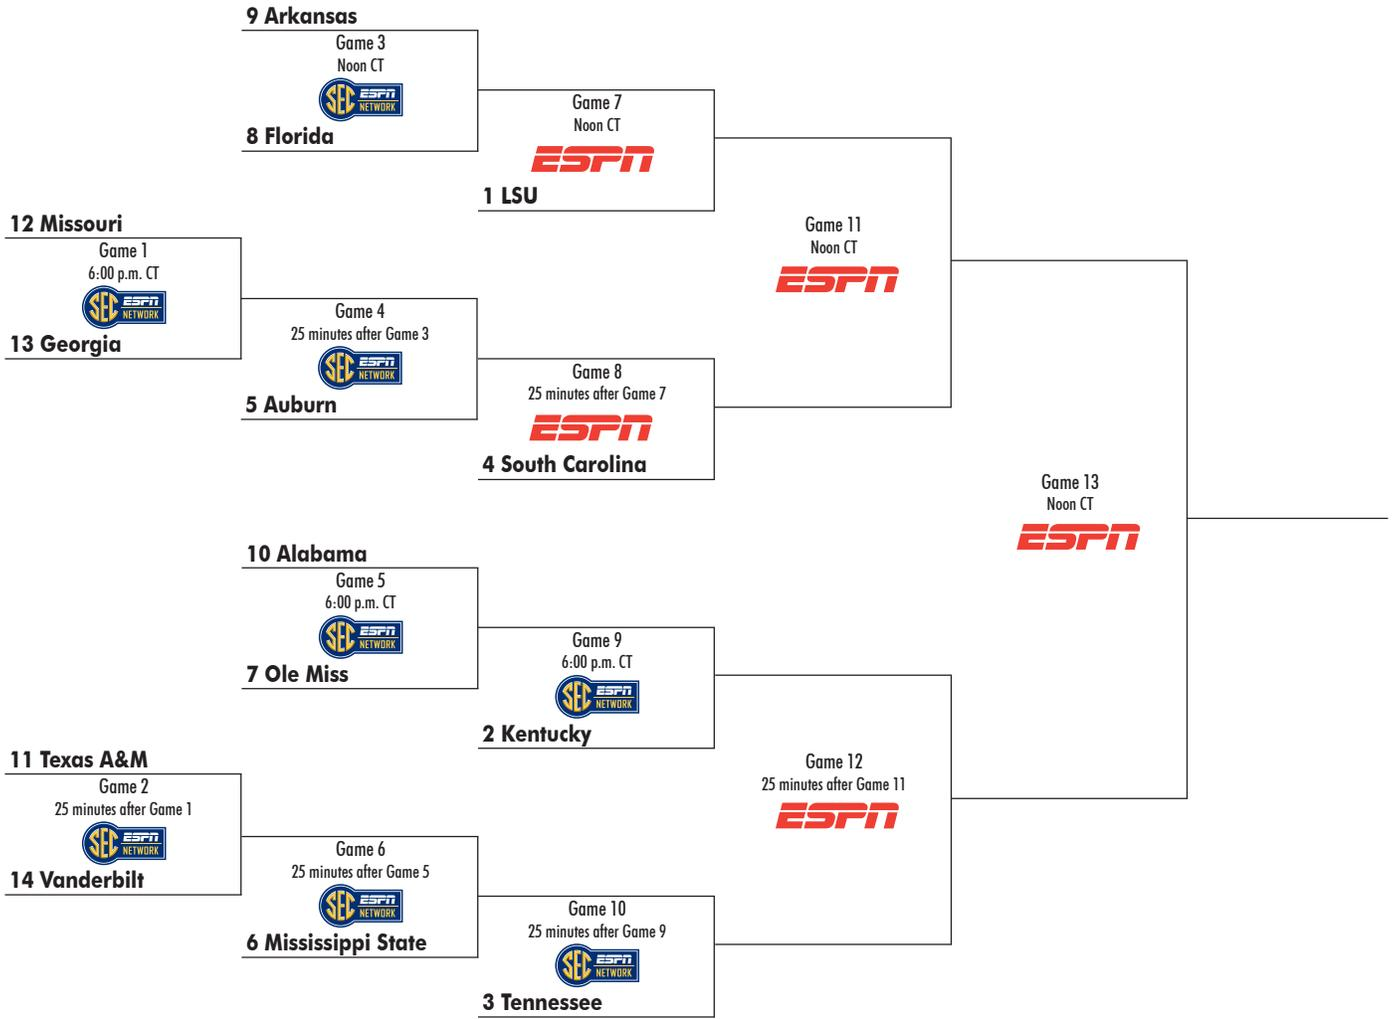 9 Arkansas
Game 3
Noon CT
SEC ESPN NETWORK
8 Florida
Game 7
Noon CT
ESPN
1 LSU
12 Missouri
Game 1
6:00 p.m. CT
SEC ESPN NETWORK
13 Georgia
Game 4
25 minutes after Game 3
SEC ESPN NETWORK
5 Auburn
Game 8
25 minutes after Game 7
ESPN
4 South Carolina
Game 11
Noon CT
ESPN
10 Alabama
Game 5
6:00 p.m. CT
SEC ESPN NETWORK
7 Ole Miss
Game 9
6:00 p.m. CT
SEC ESPN NETWORK
2 Kentucky
11 Texas A&M
Game 2
25 minutes after Game 1
SEC ESPN NETWORK
14 Vanderbilt
Game 6
25 minutes after Game 5
SEC ESPN NETWORK
6 Mississippi State
Game 10
25 minutes after Game 9
SEC ESPN NETWORK
3 Tennessee
Game 12
25 minutes after Game 11
ESPN
Game 13
Noon CT
ESPN